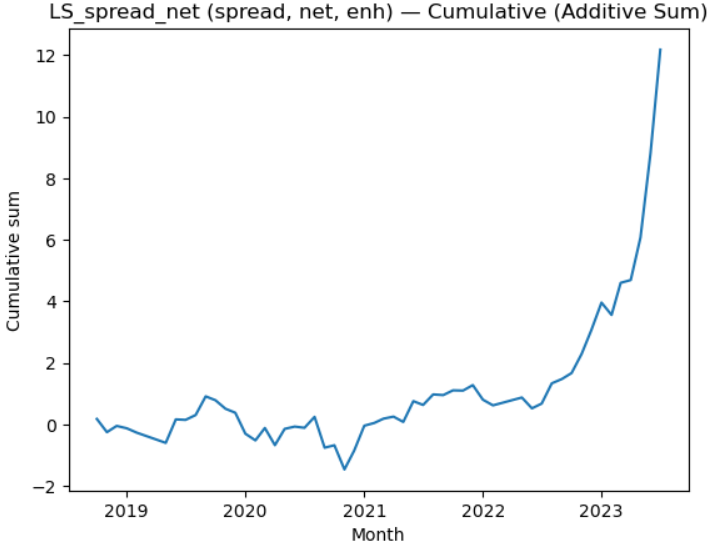 LS_spread_net (spread, net, enh) — Cumulative (Additive Sum)
12
10
8
6
4
2
0
−2
Cumulative sum
2019 2020 2021 2022 2023
Month